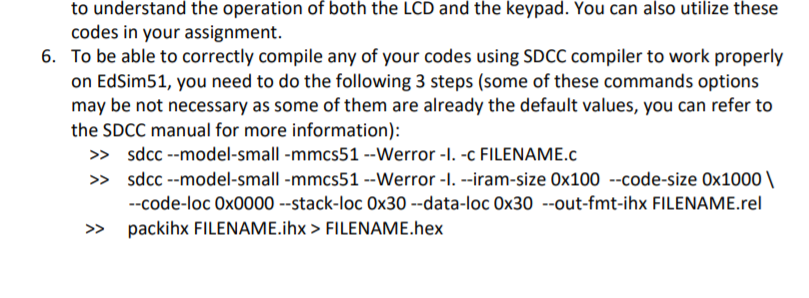 to understand the operation of both the LCD and the keypad. You can also utilize these
codes in your assignment.
6. To be able to correctly compile any of your codes using SDCC compiler to work properly
on EdSim51, you need to do the following 3 steps (some of these commands options
may be not necessary as some of them are already the default values, you can refer to
the SDCC manual for more information):
>> sdcc --model-small -mmcs51 --Werror -I. -c FILENAME.c
>> sdcc --model-small -mmcs51 --Werror -I. --iram-size 0x100 --code-size 0x1000 \
--code-loc 0x0000 --stack-loc 0x30 --data-loc 0x30 --out-fmt-ihx FILENAME.rel
>> packihx FILENAME.ihx > FILENAME.hex